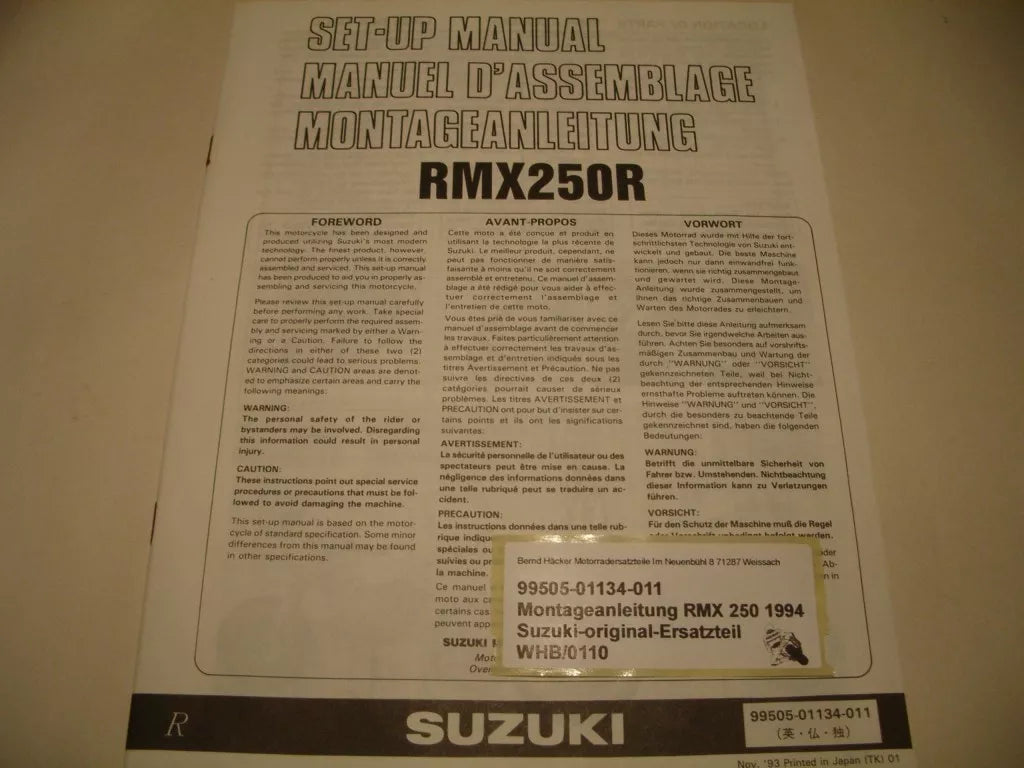 SET-UP MANUAL
MANUEL D'ASSEMBLAGE
MONTAGEANLEITUNG
RMX250R
FOREWORD
This motorcycle has been designed and
produced utilizing Suzuki's most modern
technology. The finest product, however,
cannot perform properly unless it is correctly
assembled and serviced. This set-up manual
has been produced to aid you in properly as-
sembling and servicing this motorcycle.
Please review this set-up manual carefully
before performing any work. Take special
care to properly perform the required assem-
bly and servicing marked by either a Warn-
ing or a Caution. Failure to follow the
directions in either of these two (2)
categories could lead to serious problems.
WARNING and CAUTION areas are denot-
ed to emphasize certain areas and carry the
following meanings:
WARNING:
The personal safety of the rider or
bystanders may be involved. Disregarding
this information could result in personal
injury.
CAUTION:
These instructions point out special service
procedures or precautions that must be fol-
lowed to avoid damaging the machine.
This set-up manual is based on the motor-
cycle of standard specification. Some minor
differences from this manual may be found
in other specifications.
AVANT-PROPOS
Cette moto a été conçue et produit en
utilisant la technologie la plus récente de
Suzuki. Le meilleur produit, cependant, ne
peut pas fonctionner de manière satis-
faisante à moins qu'il ne soit correctement
assemblé et entretenu. Ce manuel d'assem-
blage a été rédigé pour vous aider à effec-
tuer correctement l'assemblage et
l'entretien de cette moto.
Vous êtes prié de vous familiariser avec ce
manuel d'assemblage avant de commencer
les travaux. Faites particulièrement attention
à effectuer correctement les travaux d'as-
semblage et d'entretien indiqués sous les
titres Avertissement et Précaution. Ne pas
suivre les directives de ces deux (2)
catégories pourrait causer de sérieux
problèmes. Les titres AVERTISSEMENT et
PRECAUTION ont pour but d'insister sur cer-
tains points et ils ont les significations
suivantes:
AVERTISSEMENT:
La sécurité personnelle de l'utilisateur ou des
spectateurs peut être mise en cause. La
négligence des informations données dans
une telle rubriqué peut se traduire un ac-
cident.
PRECAUTION:
Les instructions données dans une telle rub-
rique
spéciales ou
suivies ou
la machine.
Ce manuel
moto aux
certains cas
peuvent
SUZUKI
VORWORT
Dieses Motorrad wurde mit Hilfe der fort-
schrittlichsten Technologie von Suzuki ent-
wickelt und gebaut. Die beste Maschine
kann jedoch nur dann einwandfrei funk-
tionieren, wenn sie richtig zusammengebaut
und gewartet wird. Diese Montage-
Anleitung wurde zusammengestellt, um
Ihnen das richtige Zusammenbauen und
Warten des Motorrades zu erleichtern.
Lesen Sie bitte diese Anleitung aufmerksam
durch, bevor Sie irgendwelche Arbeiten aus-
führen. Achten Sie besonders auf vorschrifts-
mäßigen Zusammenbau und Wartung der
durch "WARNUNG" oder "VORSICHT"
gekennzeichneten Teile, weil bei Nicht-
beachtung der entsprechenden Hinweise
ernsthafte Probleme auftreten können. Die
Hinweise "WARNUNG" und "VORSICHT",
durch die besonders zu beachtende Teile
gekennzeichnet sind, haben die folgenden
Bedeutungen:
WARNUNG:
Betrifft die unmittelbare Sicherheit von
Fahrer bzw. Umstehenden. Nichtbeachtung
dieser Information kann zu Verletzungen
führen.
VORSICHT:
Für den Schutz der Maschine muß die Regel
oder Vorschrift unbedingt befolgt werden.
Bernd Häcker Motorradersatzteile Im Neuenbühl 8 71287 Weissach
99505-01134-011
Montageanleitung RMX 250 1994
Suzuki-original-Ersatzteil
WHB/0110
R
SUZUKI
99505-01134-011
(英・仏・独)
Nov. '93 Printed in Japan (TK) 01